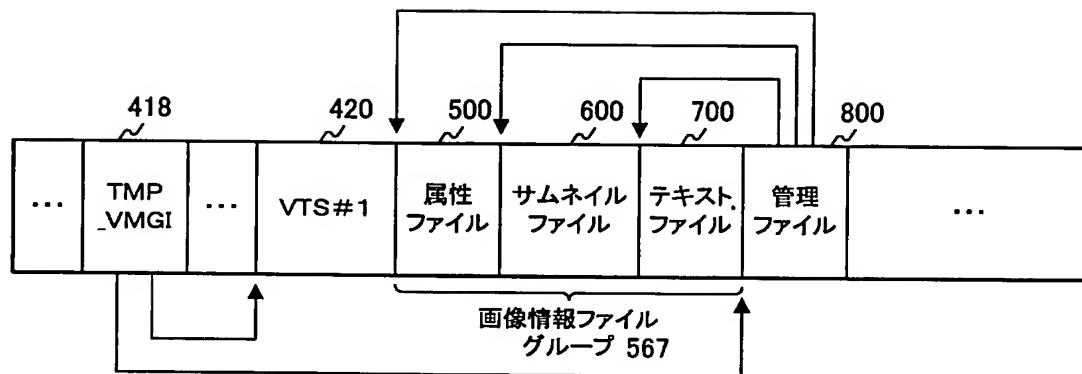 418
420
500
600
700
800
...
TMP
_VMGI
...
VTS#1
属性
ファイル
サムネイル
ファイル
テキスト
ファイル
管理
ファイル
...
画像情報ファイル
グループ 567